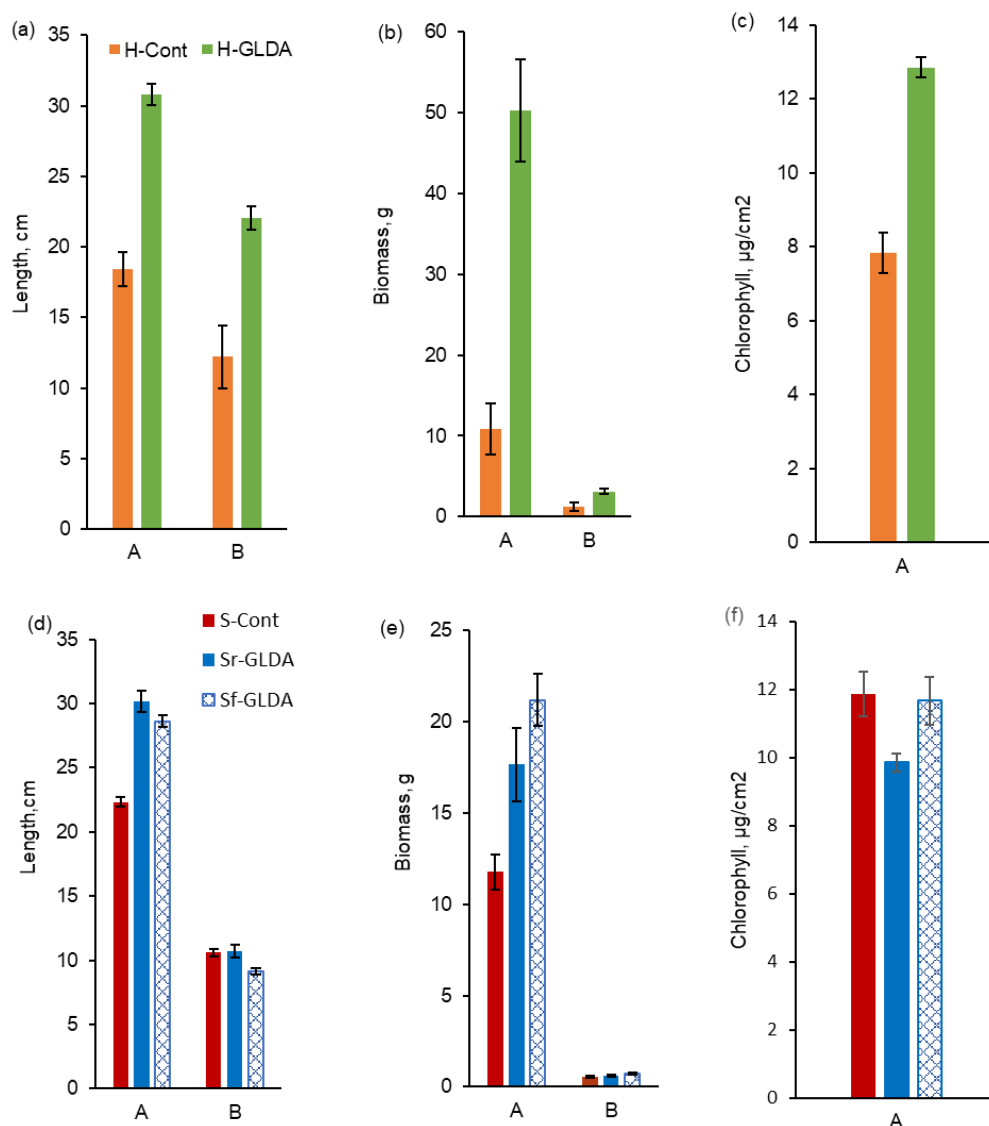 (a)
H-Cont H-GLDA
Length, cm
35
30
25
20
15
10
5
0
A B
(b)
Biomass, g
60
50
40
30
20
10
0
A B
(c)
Chlorophyll, µg/cm2
14
12
10
8
6
4
2
0
A
(d)
S-Cont
Sr-GLDA
Sf-GLDA
Length,cm
35
30
25
20
15
10
5
0
A B
(e)
Biomass, g
25
20
15
10
5
0
A B
(f)
Chlorophyll, µg/cm2
14
12
10
8
6
4
2
0
A